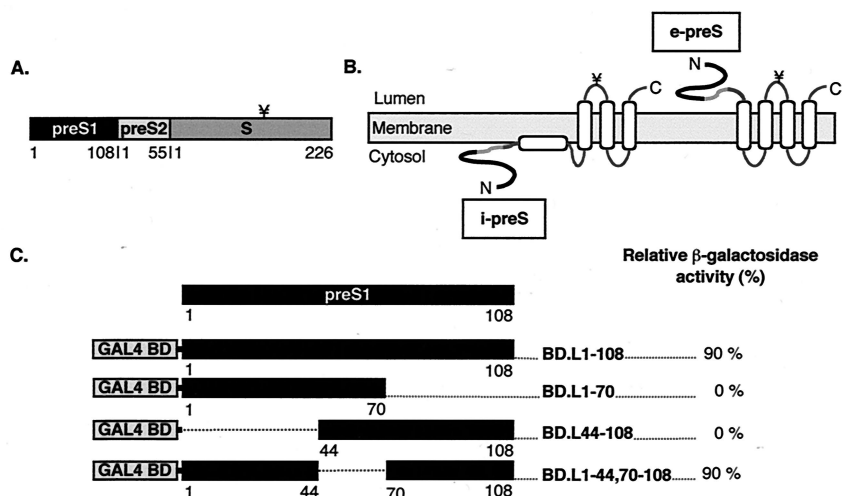 e-preS
A.
B.
N
¥
C
¥
C
Lumen
¥
preS1 preS2 S
Membrane
1 108|1 55|1 226
Cytosol
N
i-preS
C.
Relative β-galactosidase
activity (%)
preS1
1 108
GAL4 BD BD.L1-108 90 %
1 108
GAL4 BD BD.L1-70 0 %
1 70
GAL4 BD BD.L44-108 0 %
44 108
GAL4 BD BD.L1-44,70-108 90 %
1 44 70 108